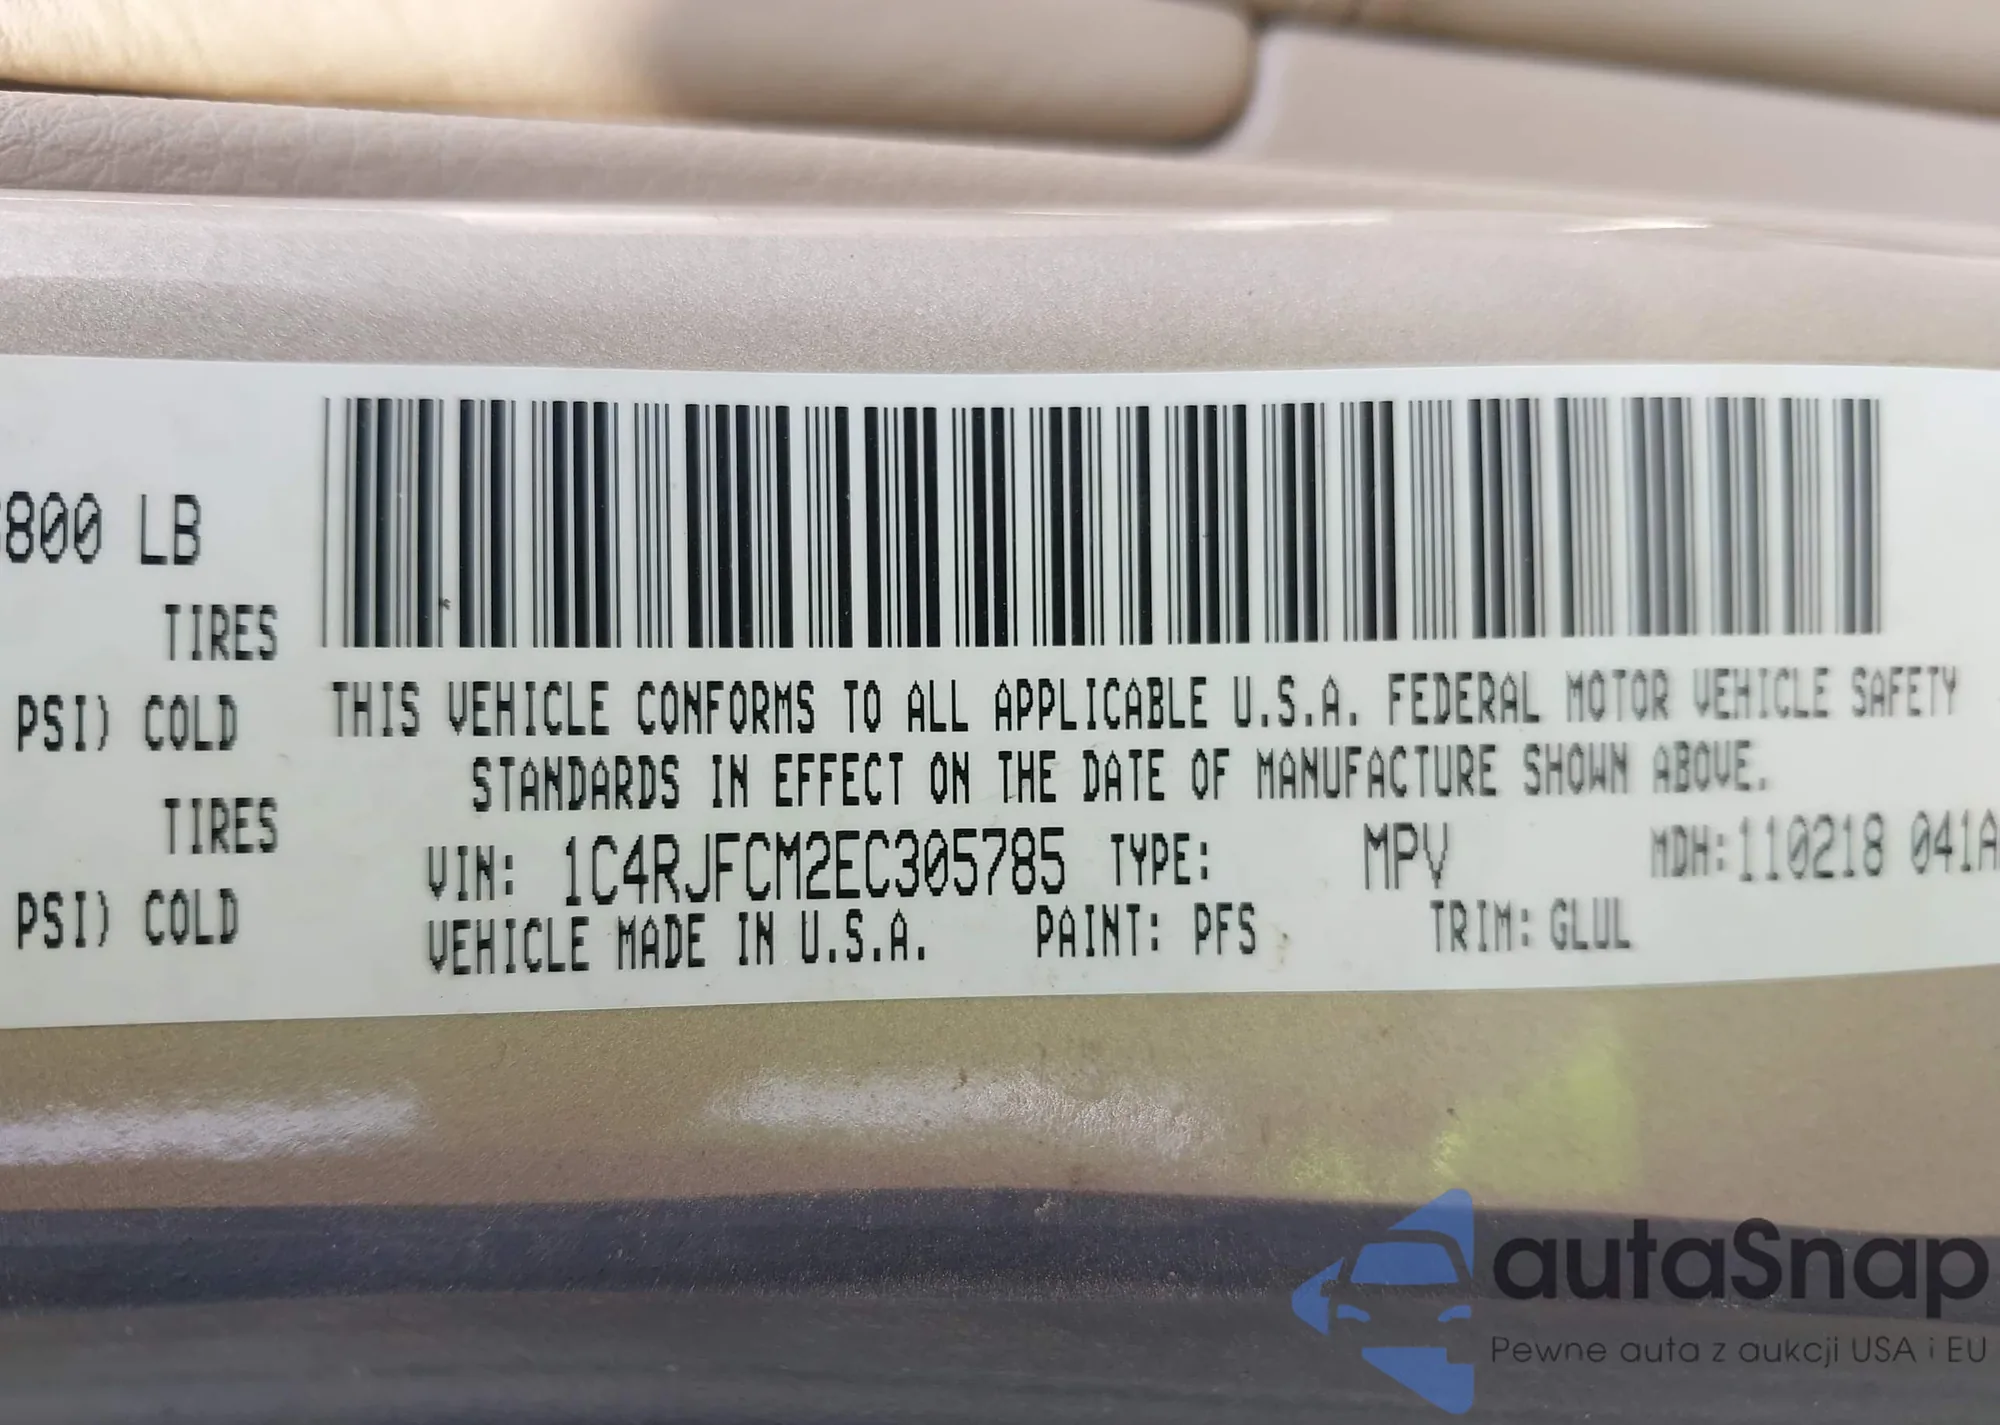 800 LB
TIRES
PSI) COLD
TIRES
PSI) COLD
THIS VEHICLE CONFORMS TO ALL APPLICABLE U.S.A. FEDERAL MOTOR VEHICLE SAFETY
STANDARDS IN EFFECT ON THE DATE OF MANUFACTURE SHOWN ABOVE.
VIN: 1C4RJFCM2EC305785 TYPE: MPV MDH:110218 041A
VEHICLE MADE IN U.S.A. PAINT: PFS TRIM: GLUL
autaSnap
Pewne auta z aukcji USA i EU